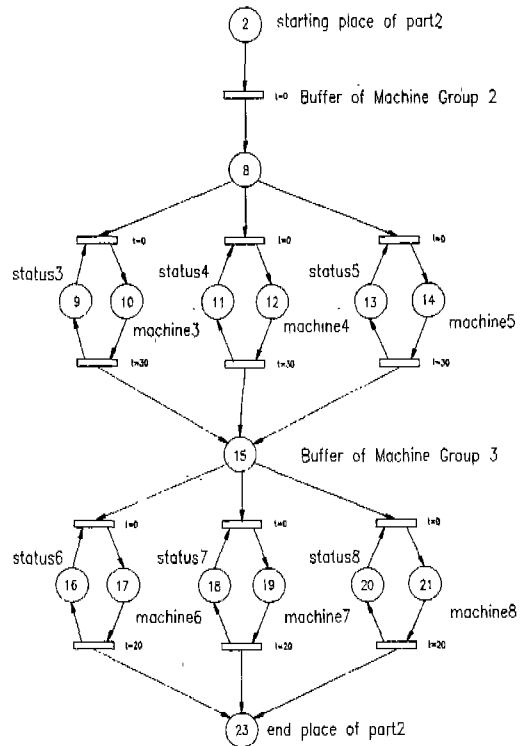 2 starting place of part2
t=0 Buffer of Machine Group 2
8
t=0 t=0 t=0
status3 status4 status5
9 10 11 12 13 14
machine3 machine4 machine5
t=30 t=30 t=30
15 Buffer of Machine Group 3
t=0 t=0 t=0
status6 status7 status8
16 17 18 19 20 21
machine6 machine7 machine8
t=20 t=20 t=20
23 end place of part2